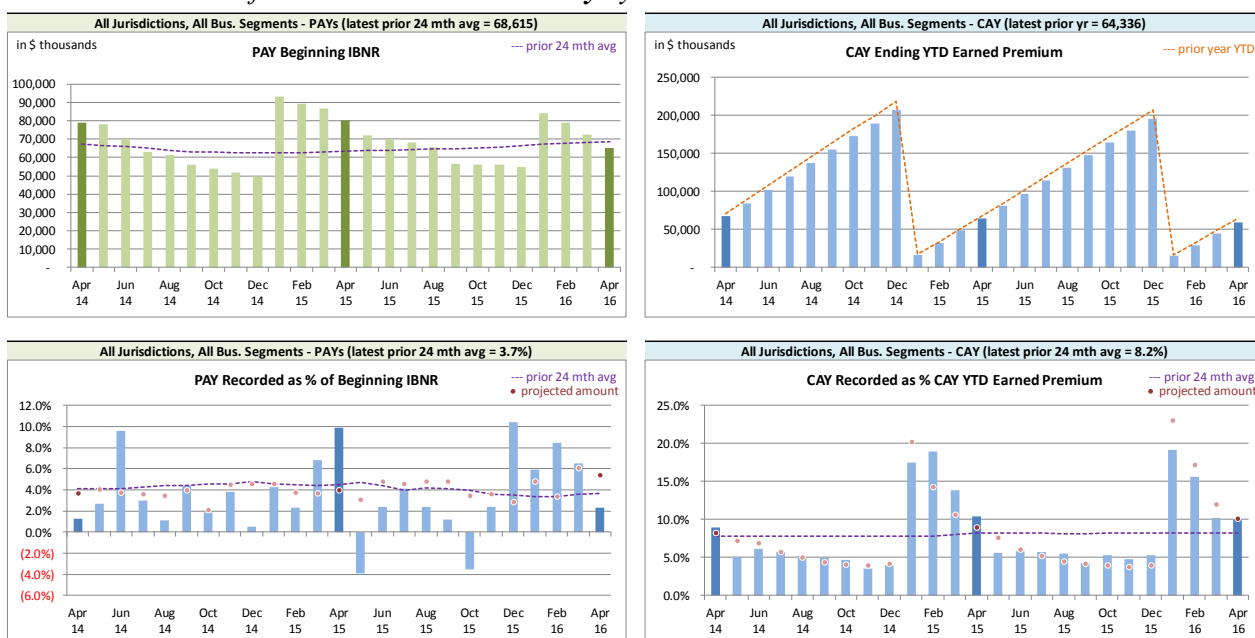 All Jurisdictions, All Bus. Segments - PAYs (latest prior 24 mth avg = 68,615)
in $ thousands
--- prior 24 mth avg
PAY Beginning IBNR
100,000
90,000
80,000
70,000
60,000
50,000
40,000
30,000
20,000
10,000
-
Apr Jun Aug Oct Dec Feb Apr Jun Aug Oct Dec Feb Apr
14 14 14 14 14 15 15 15 15 15 15 16 16
All Jurisdictions, All Bus. Segments - CAY (latest prior yr = 64,336)
in $ thousands
--- prior year YTD
CAY Ending YTD Earned Premium
250,000
200,000
150,000
100,000
50,000
-
Apr Jun Aug Oct Dec Feb Apr Jun Aug Oct Dec Feb Apr
14 14 14 14 14 15 15 15 15 15 15 16 16
All Jurisdictions, All Bus. Segments - PAYs (latest prior 24 mth avg = 3.7%)
PAY Recorded as % of Beginning IBNR
--- prior 24 mth avg
• projected amount
12.0%
10.0%
8.0%
6.0%
4.0%
2.0%
0.0%
(2.0%)
(4.0%)
(6.0%)
Apr Jun Aug Oct Dec Feb Apr Jun Aug Oct Dec Feb Apr
14 14 14 14 14 15 15 15 15 15 15 16 16
All Jurisdictions, All Bus. Segments - CAY (latest prior 24 mth avg = 8.2%)
CAY Recorded as % CAY YTD Earned Premium
--- prior 24 mth avg
• projected amount
25.0%
20.0%
15.0%
10.0%
5.0%
0.0%
Apr Jun Aug Oct Dec Feb Apr Jun Aug Oct Dec Feb Apr
14 14 14 14 14 15 15 15 15 15 15 16 16